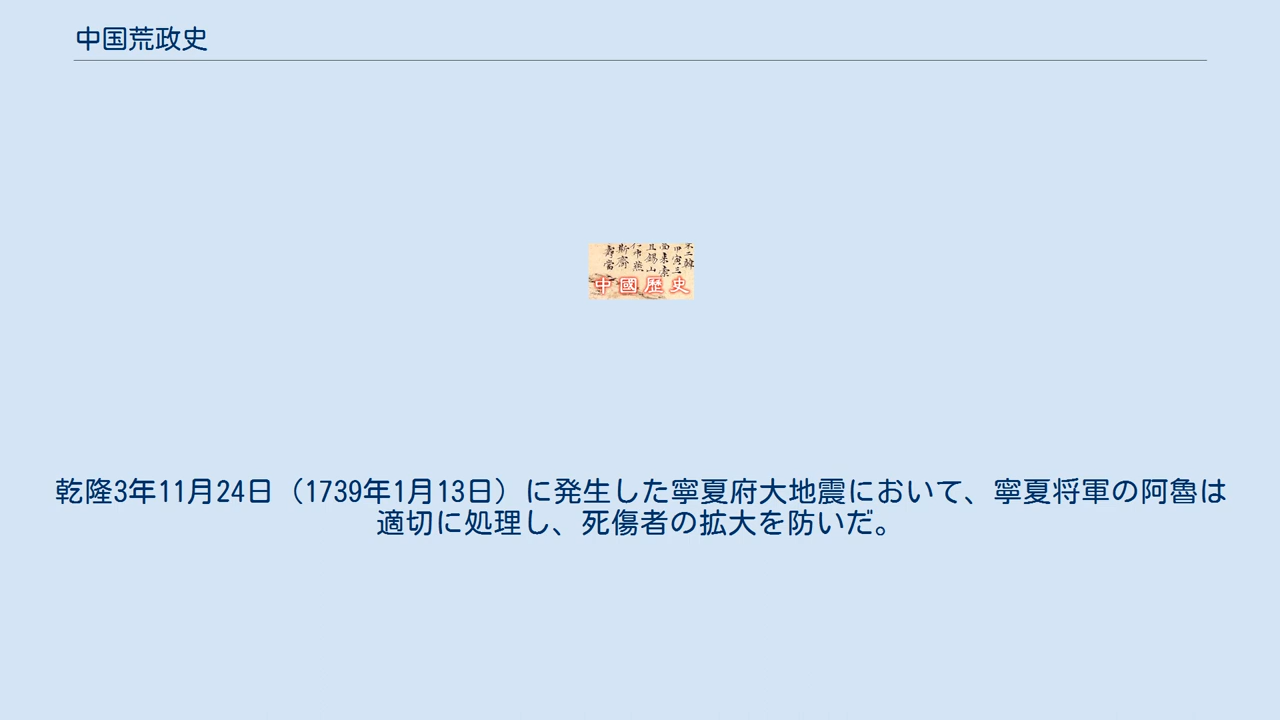 中国荒政史
中國歷史
乾隆3年11月24日（1739年1月13日）に発生した寧夏府大地震において、寧夏将軍の阿魯は
適切に処理し、死傷者の拡大を防いだ。